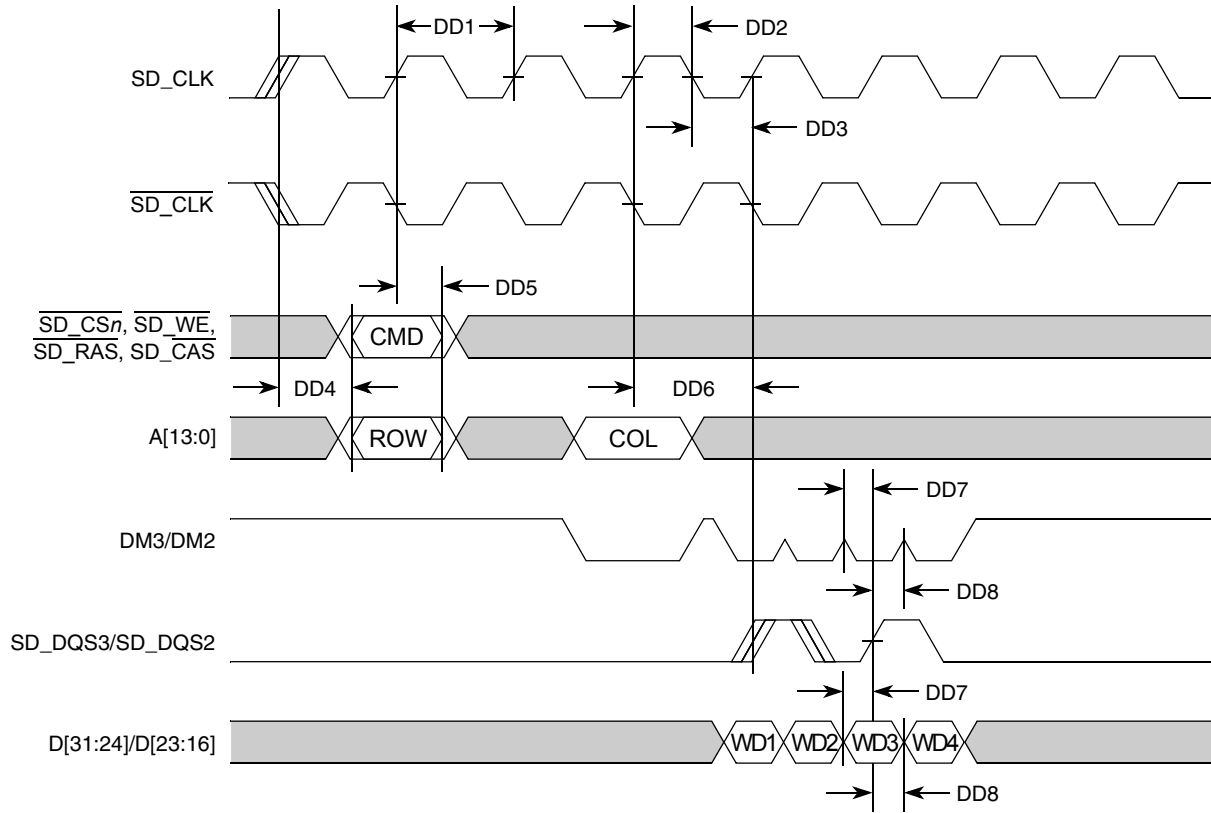 DD1
DD2
SD_CLK
DD3
SD_CLK
DD5
SD_CSn, SD_WE,
SD_RAS, SD_CAS
CMD
DD4
DD6
A[13:0]
ROW
COL
DD7
DM3/DM2
DD8
SD_DQS3/SD_DQS2
DD7
D[31:24]/D[23:16]
WD1
WD2
WD3
WD4
DD8